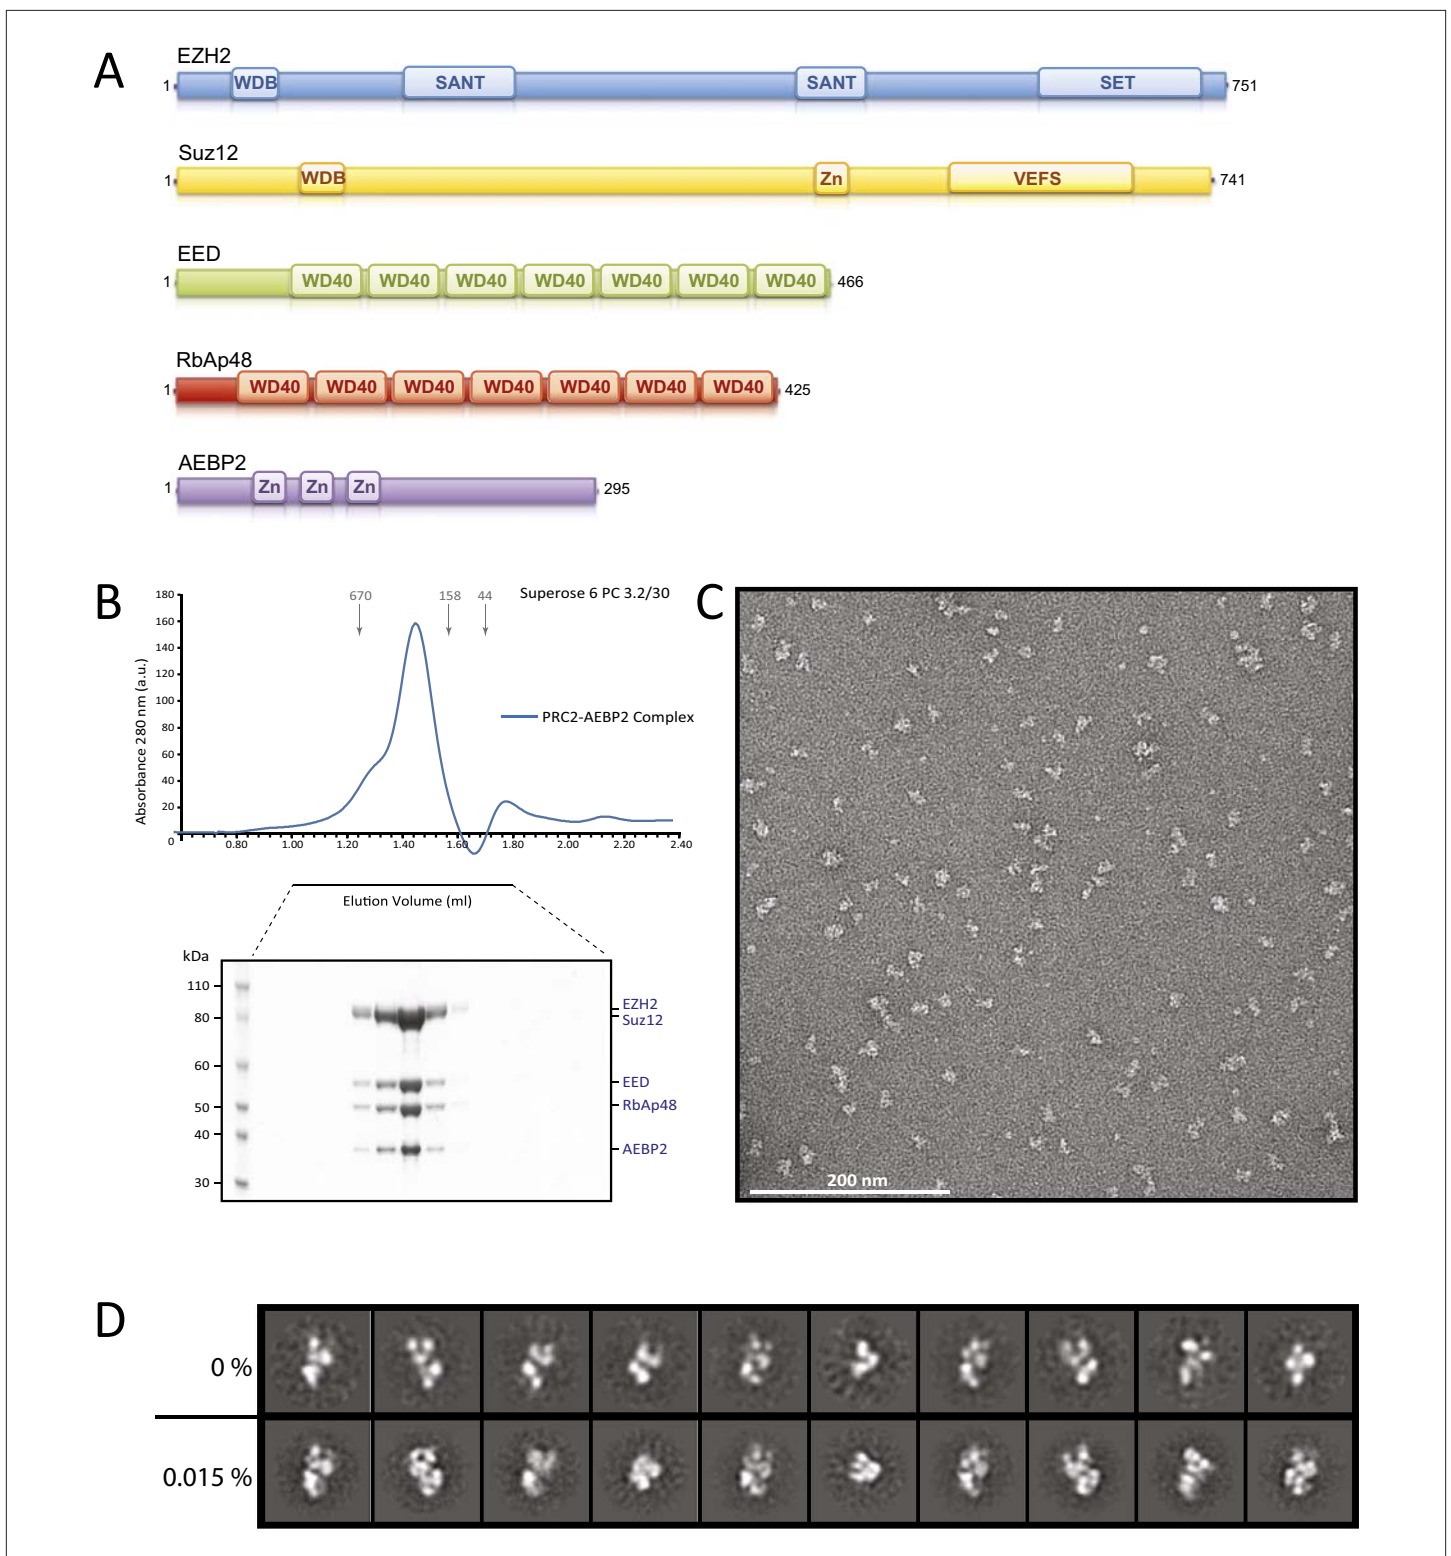 A
EZH2
1 WDB SANT SANT SET 751
Suz12
1 WDB Zn VEFS 741
EED
1 WD40 WD40 WD40 WD40 WD40 WD40 WD40 466
RbAp48
1 WD40 WD40 WD40 WD40 WD40 WD40 WD40 425
AEBP2
1 Zn Zn Zn 295
B
Superose 6 PC 3.2/30
670 158 44
Absorbance 280 nm (a.u.)
180
160
140
120
100
80
60
40
20
0
PRC2-AEBP2 Complex
0.80 1.00 1.20 1.40 1.60 1.80 2.00 2.20 2.40
Elution Volume (ml)
kDa
110
80
60
50
40
30
EZH2
Suz12
EED
RbAp48
AEBP2
C
200 nm
D
0 %
0.015 %